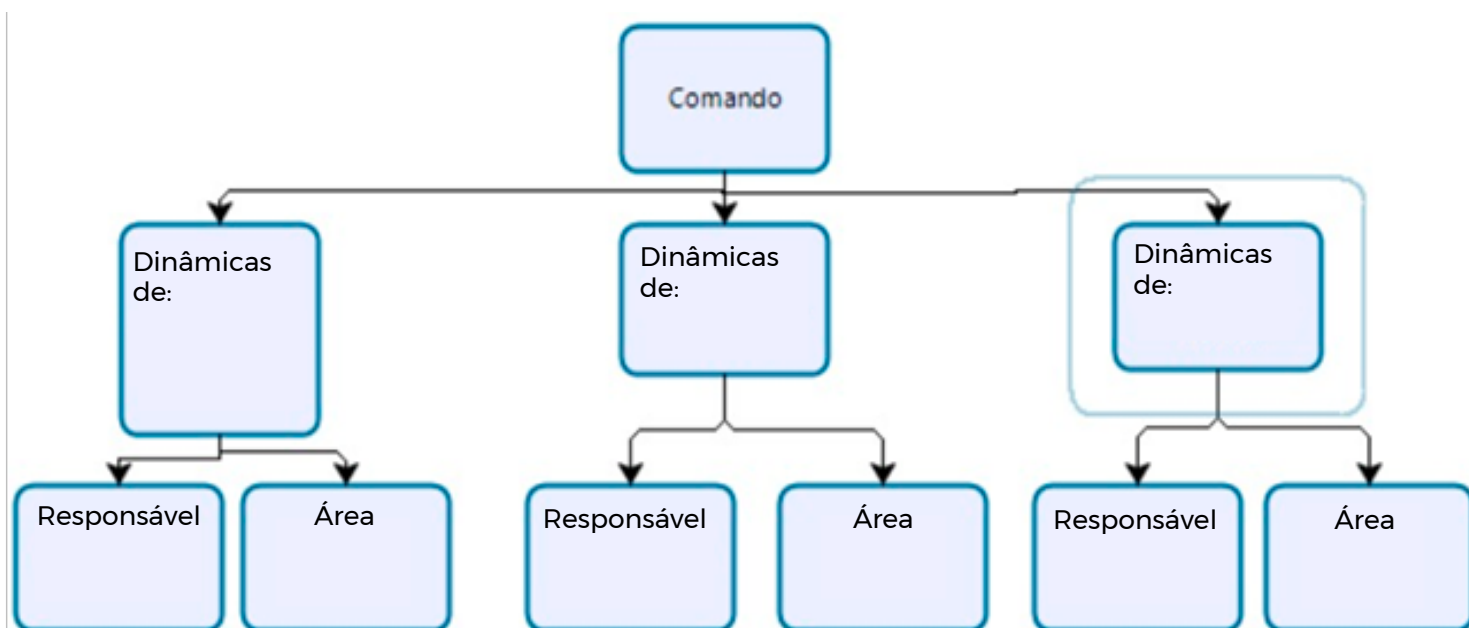 Comando
Dinâmicas
de:
Dinâmicas
de:
Dinâmicas
de:
Responsável
Área
Responsável
Área
Responsável
Área